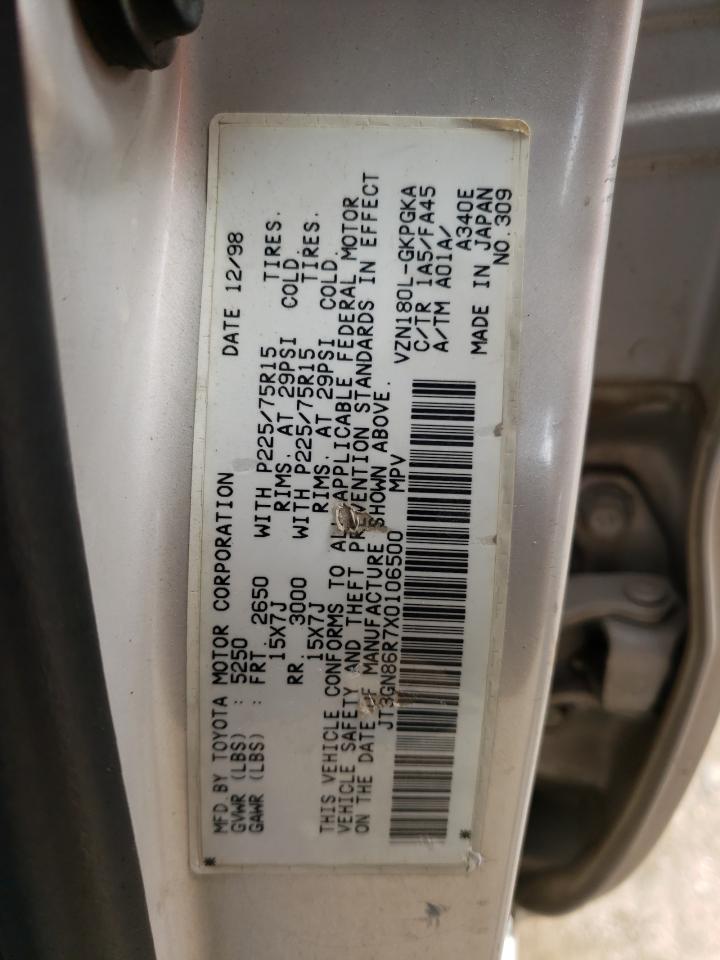 MFD. BY TOYOTA MOTOR CORPORATION DATE 12/98
GVWR (LBS) : 5250
GAWR (LBS) : FRT. 2650 WITH P225/75R15 TIRES.
15X7J RIMS. AT 29PSI COLD.
RR. 3000 WITH P225/75R15 TIRES.
15X7J RIMS. AT 29PSI COLD.
THIS VEHICLE CONFORMS TO ALL APPLICABLE FEDERAL MOTOR
VEHICLE SAFETY AND THEFT PREVENTION STANDARDS IN EFFECT
ON THE DATE OF MANUFACTURE SHOWN ABOVE.
JT3GN86R7X0106500 MPV
VZN180L-GKPGKA
C/TR 1A5/FA45
A/TM A01A/
A340E
MADE IN JAPAN
NO. 309